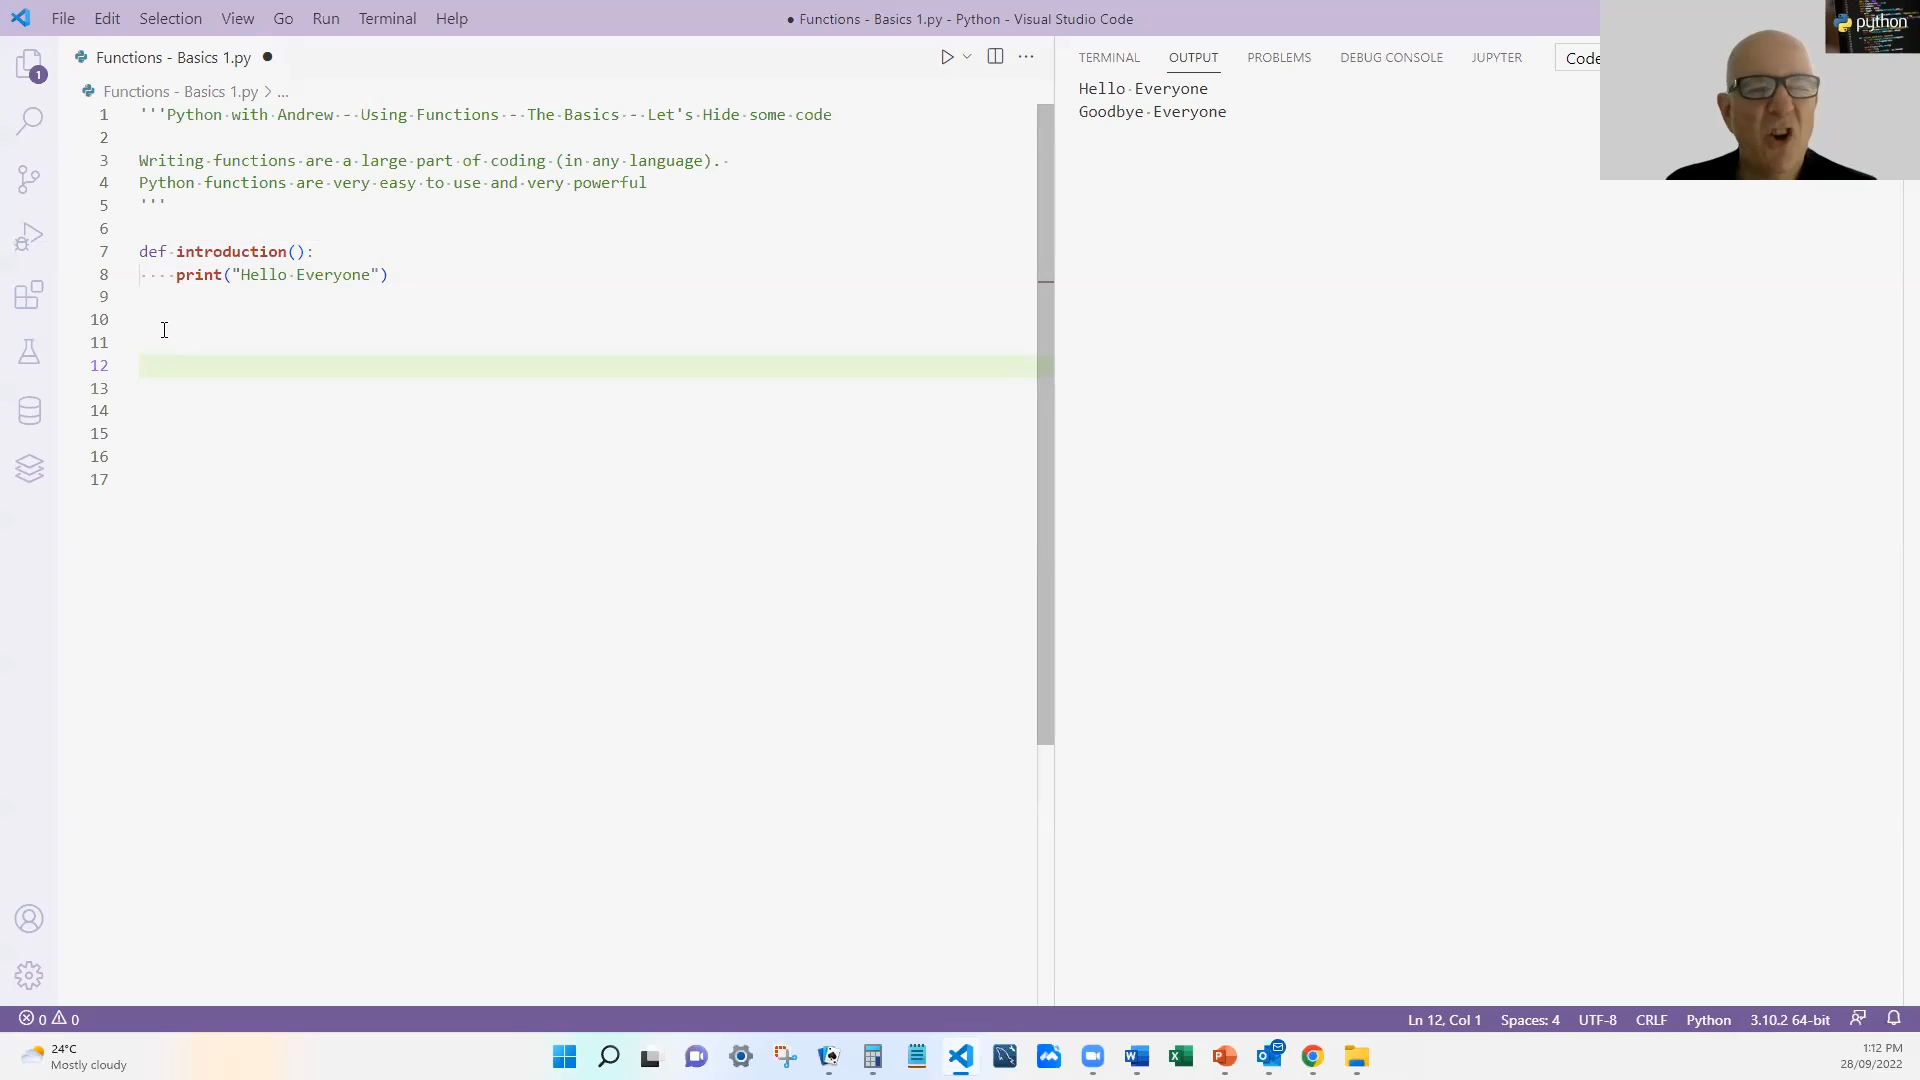 File Edit Selection View Go Run Terminal Help
● Functions - Basics 1.py - Python - Visual Studio Code
python
Functions - Basics 1.py ●
Functions - Basics 1.py > ...
1 '''Python with Andrew - Using Functions - The Basics - Let's Hide some code
2
3 Writing functions are a large part of coding (in any language).
4 Python functions are very easy to use and very powerful
5 '''
6
7 def introduction():
8     print("Hello Everyone")
9
10
11
12
13
14
15
16
17
TERMINAL OUTPUT PROBLEMS DEBUG CONSOLE JUPYTER Code
Hello Everyone
Goodbye Everyone
1
0 0
Ln 12, Col 1 Spaces: 4 UTF-8 CRLF Python 3.10.2 64-bit
24°C
Mostly cloudy
1:12 PM
28/09/2022